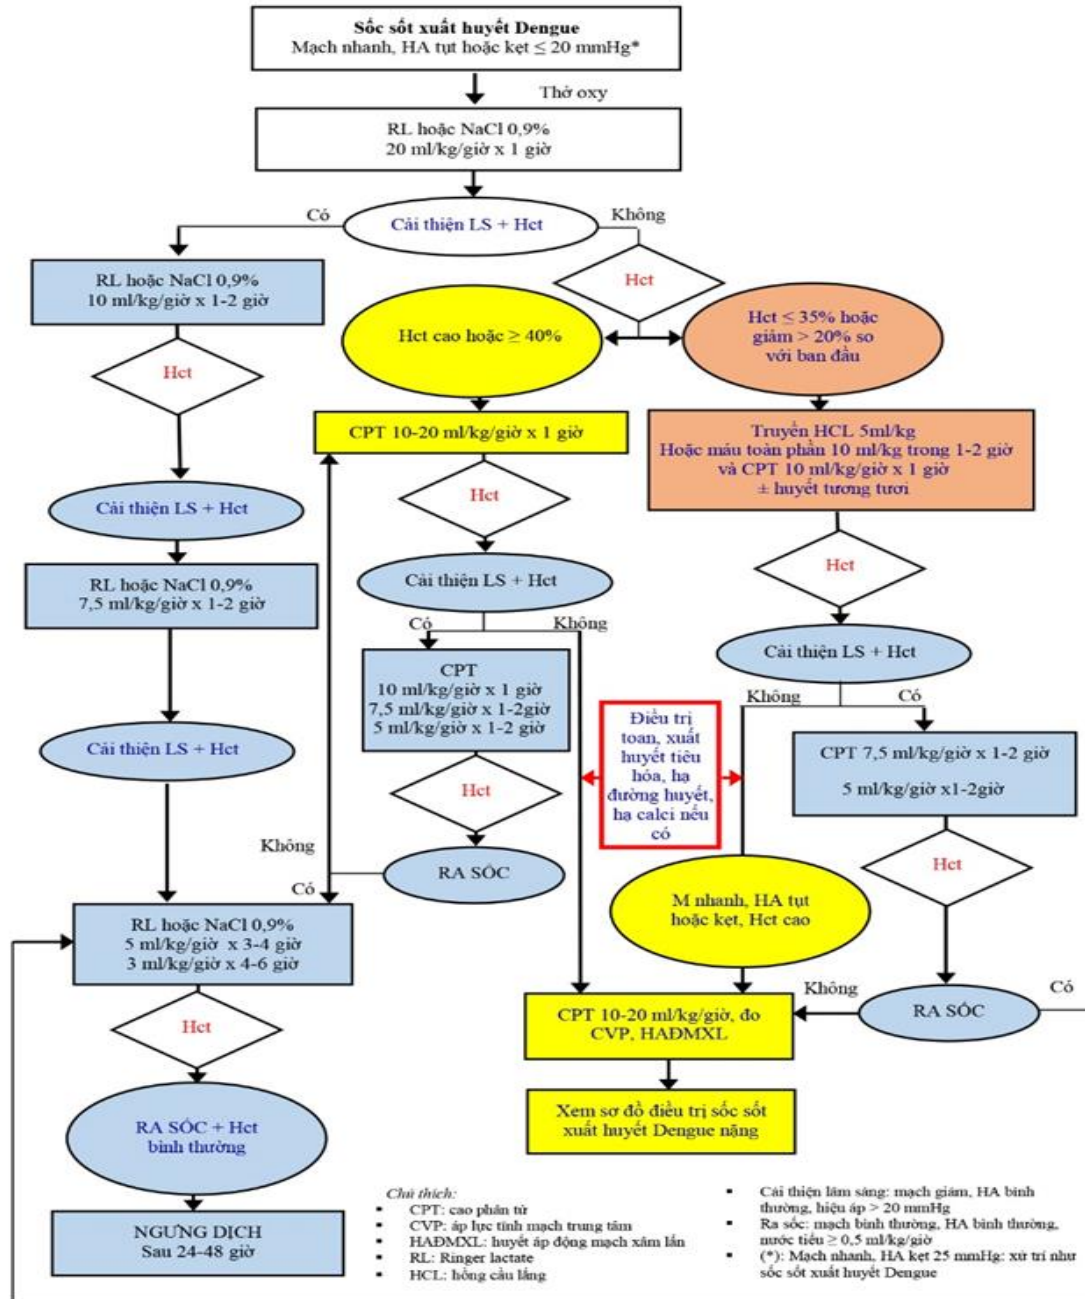 Sốc sốt xuất huyết Dengue
Mạch nhanh, HA tụt hoặc kẹt ≤ 20 mmHg*
Thở oxy
RL hoặc NaCl 0,9%
20 ml/kg/giờ x 1 giờ
Có
Cải thiện LS + Hct
Không
RL hoặc NaCl 0,9%
10 ml/kg/giờ x 1-2 giờ
Hct
Hct cao hoặc ≥ 40%
Hct ≤ 35% hoặc
giảm > 20% so
với ban đầu
Hct
CPT 10-20 ml/kg/giờ x 1 giờ
Truyền HCL 5ml/kg
Hoặc máu toàn phần 10 ml/kg trong 1-2 giờ
và CPT 10 ml/kg/giờ x 1 giờ
± huyết tương tươi
Hct
Cải thiện LS + Hct
Hct
RL hoặc NaCl 0,9%
7,5 ml/kg/giờ x 1-2 giờ
Cải thiện LS + Hct
Có
Không
Cải thiện LS + Hct
CPT
10 ml/kg/giờ x 1 giờ
7,5 ml/kg/giờ x 1-2giờ
5 ml/kg/giờ x 1-2 giờ
Không
Có
Điều trị
toan, xuất
huyết tiêu
hóa, hạ
đường huyết,
hạ calci nếu
có
CPT 7,5 ml/kg/giờ x 1-2 giờ
5 ml/kg/giờ x1-2giờ
Cải thiện LS + Hct
Hct
Không
Có
RA SỐC
Hct
M nhanh, HA tụt
hoặc kẹt, Hct cao
RL hoặc NaCl 0,9%
5 ml/kg/giờ x 3-4 giờ
3 ml/kg/giờ x 4-6 giờ
Hct
CPT 10-20 ml/kg/giờ, đo
CVP, HAĐMXL
Không
RA SỐC
Có
Xem sơ đồ điều trị sốc sốt
xuất huyết Dengue nặng
RA SỐC + Hct
bình thường
NGƯNG DỊCH
Sau 24-48 giờ
Chú thích:
▪ CPT: cao phân tử
▪ CVP: áp lực tĩnh mạch trung tâm
▪ HAĐMXL: huyết áp động mạch xâm lấn
▪ RL: Ringer lactate
▪ HCL: hồng cầu lắng
▪ Cải thiện lâm sàng: mạch giảm, HA bình
thường, hiệu áp > 20 mmHg
▪ Ra sốc: mạch bình thường, HA bình thường,
nước tiểu ≥ 0,5 ml/kg/giờ
▪ (*): Mạch nhanh, HA kẹt 25 mmHg: xử trí như
sốc sốt xuất huyết Dengue